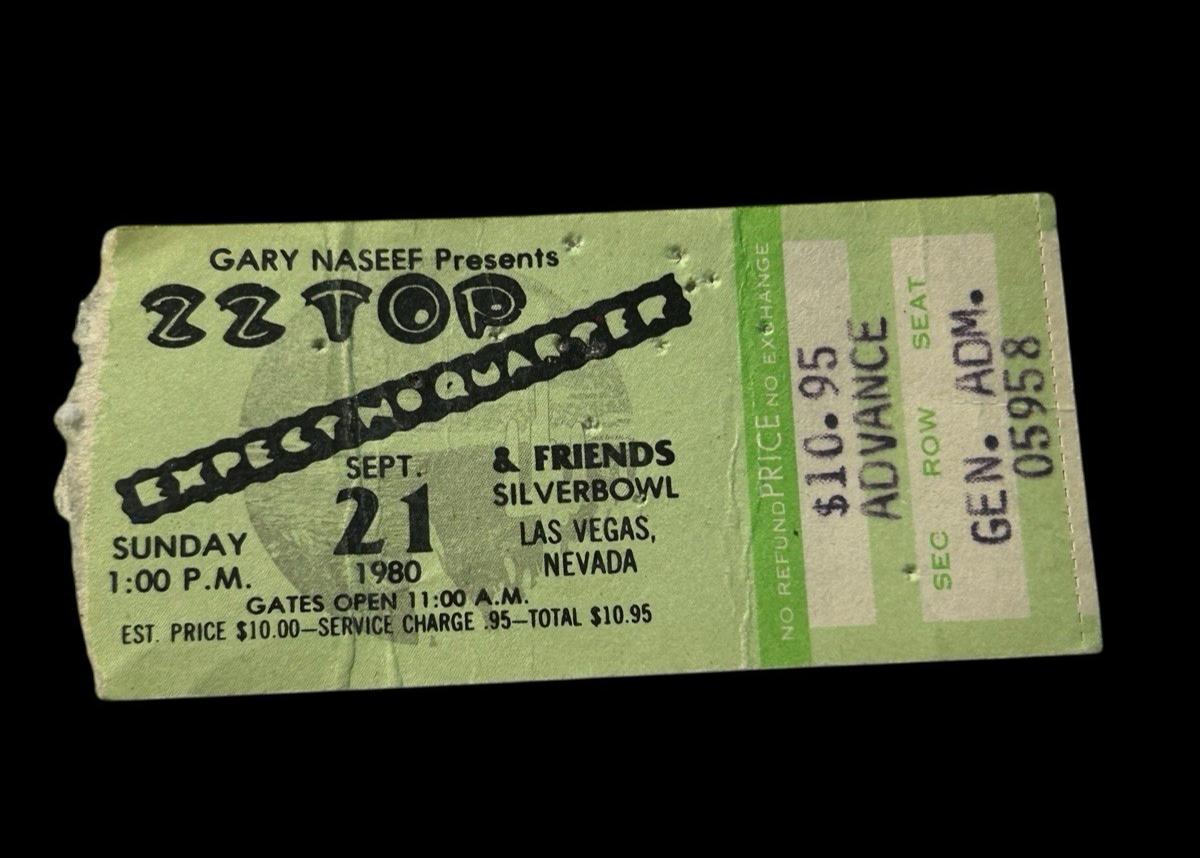 GARY NASEEF Presents
ZZ TOP
EXPECT NO QUARTER
SEPT.
21
1980
& FRIENDS
SILVERBOWL
LAS VEGAS,
NEVADA
SUNDAY
1:00 P.M.
GATES OPEN 11:00 A.M.
EST. PRICE $10.00—SERVICE CHARGE .95—TOTAL $10.95
NO REFUND PRICE NO EXCHANGE
$10.95
ADVANCE
SEC ROW SEAT
GEN. ADM.
05958